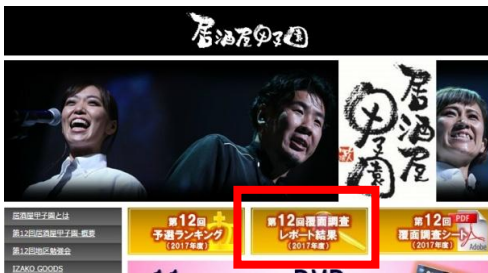 居酒屋甲子園
居酒屋
甲子園
居酒屋甲子園とは
第12回居酒屋甲子園-概要
第12回地区勉強会
IZAKO GOODS
第12回
予選ランキング
(2017年度)
第12回覆面調査
レポート結果
(2017年度)
第12回
覆面調査シート
(2017年度)
PDF
Adobe
DVD